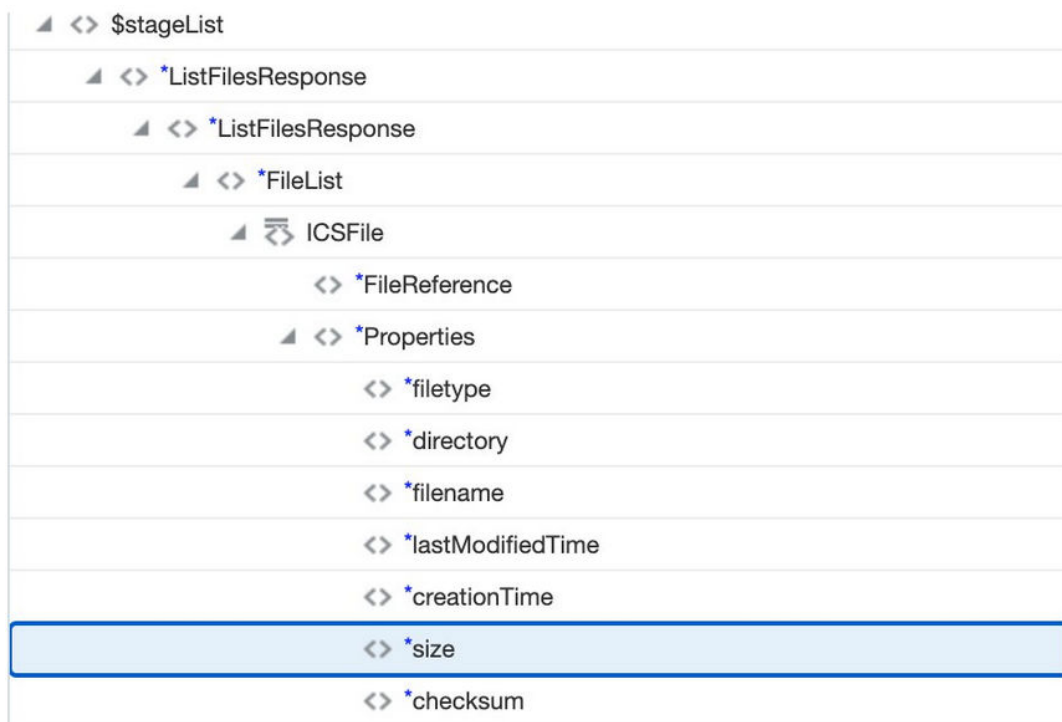 $stageList
*ListFilesResponse
*ListFilesResponse
*FileList
ICSFile
*FileReference
*Properties
*filetype
*directory
*filename
*lastModifiedTime
*creationTime
*size
*checksum